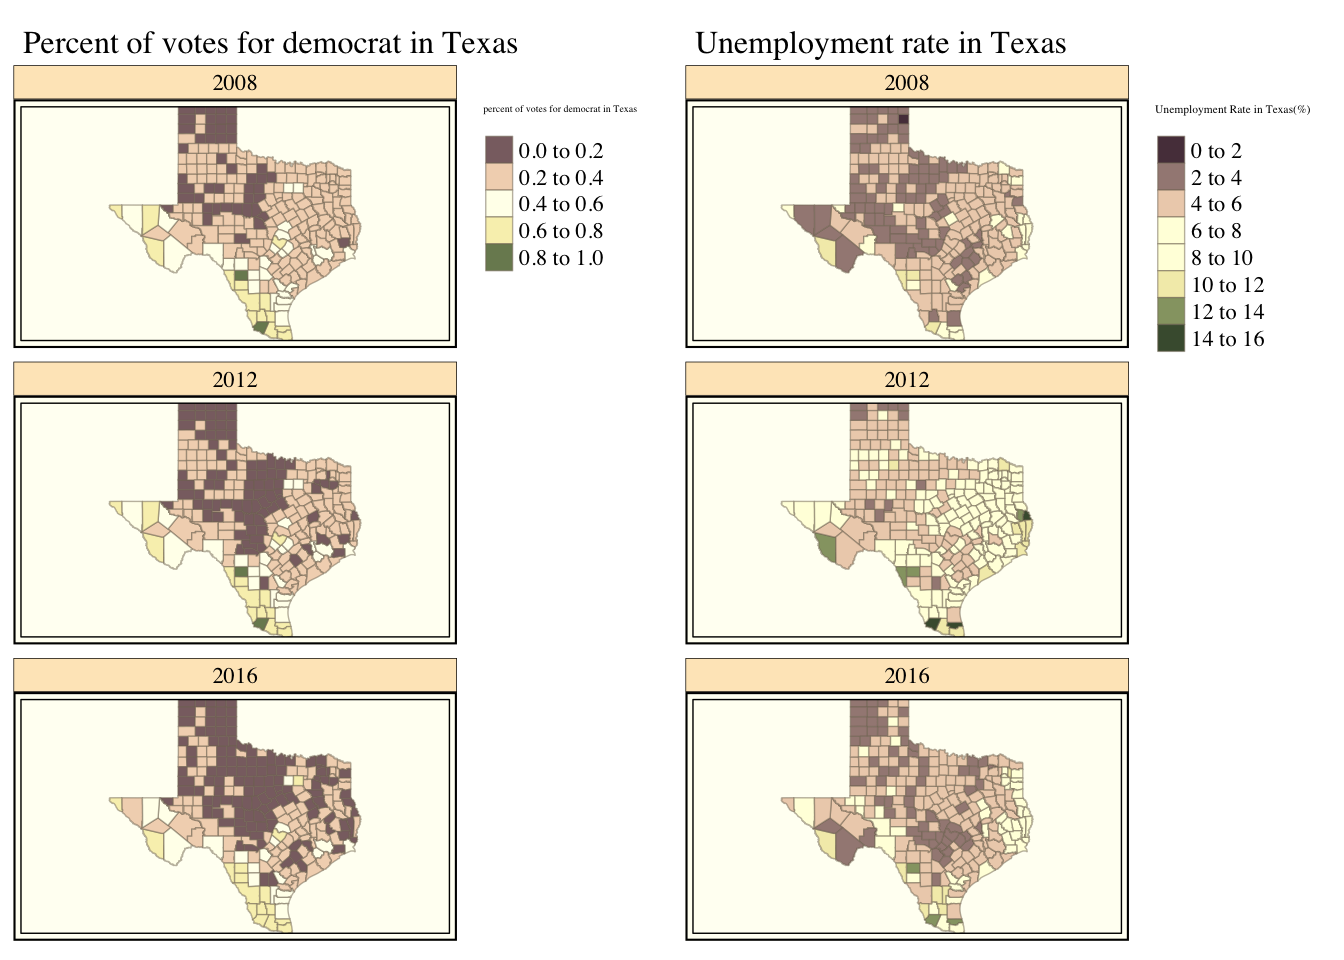 Percent of votes for democrat in Texas
2008
percent of votes for democrat in Texas
0.0 to 0.2
0.2 to 0.4
0.4 to 0.6
0.6 to 0.8
0.8 to 1.0
2012
2016
Unemployment rate in Texas
2008
Unemployment Rate in Texas(%)
0 to 2
2 to 4
4 to 6
6 to 8
8 to 10
10 to 12
12 to 14
14 to 16
2012
2016